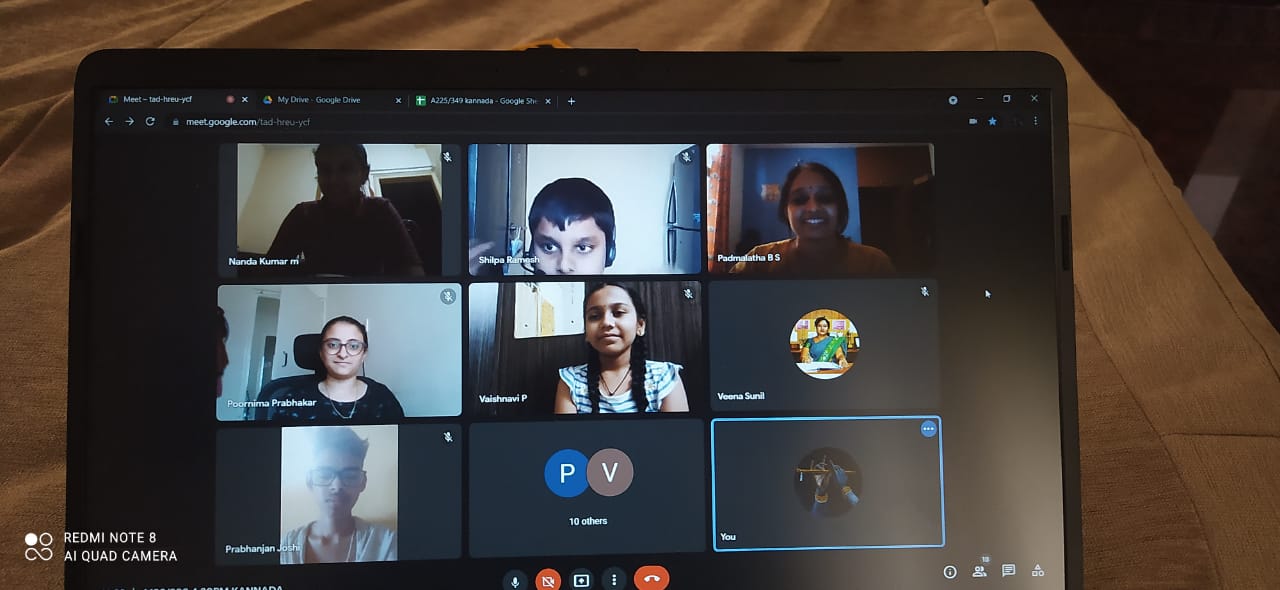 Meet – tad-hreu-ycf
My Drive - Google Drive
A225/349 kannada - Google She
meet.google.com/tad-hreu-ycf
Nanda Kumar m
Shilpa Ramesh
Padmalatha B S
Poornima Prabhakar
Vaishnavi P
Veena Sunil
Prabhanjan Joshi
P V
10 others
You
REDMI NOTE 8
AI QUAD CAMERA
KANNADA